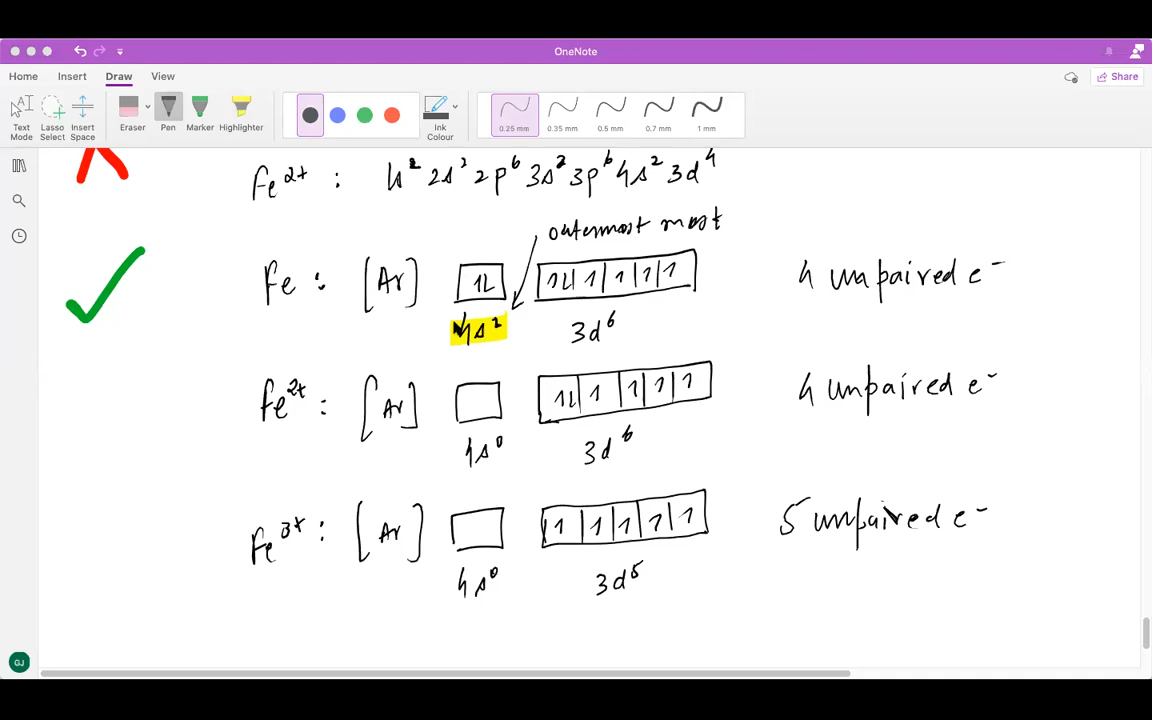 OneNote
Home Insert Draw View
Share
Text Mode Lasso Select Insert Space Eraser Pen Marker Highlighter Ink Colour 0.25 mm 0.35 mm 0.5 mm 0.7 mm 1 mm
Fe²⁺ : 1s² 2s² 2p⁶ 3s² 3p⁶ 4s² 3d⁴
outermost most
Fe : [Ar] 1L 1L 1 1 1 1 4 unpaired e⁻
4s² 3d⁶
Fe²⁺ : [Ar] 1L 1 1 1 1 4 unpaired e⁻
4s⁰ 3d⁶
Fe³⁺ : [Ar] 1 1 1 1 1 5 unpaired e⁻
4s⁰ 3d⁵
GJ